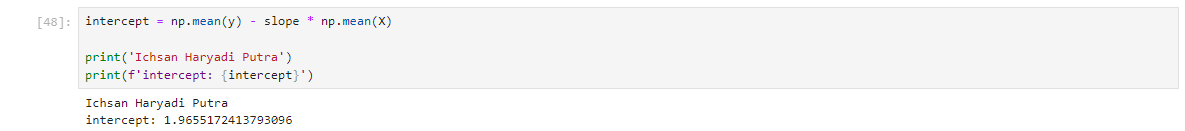 [48]: intercept = np.mean(y) - slope * np.mean(X)
print('Ichsan Haryadi Putra')
print(f'intercept: {intercept}')
Ichsan Haryadi Putra
intercept: 1.9655172413793096